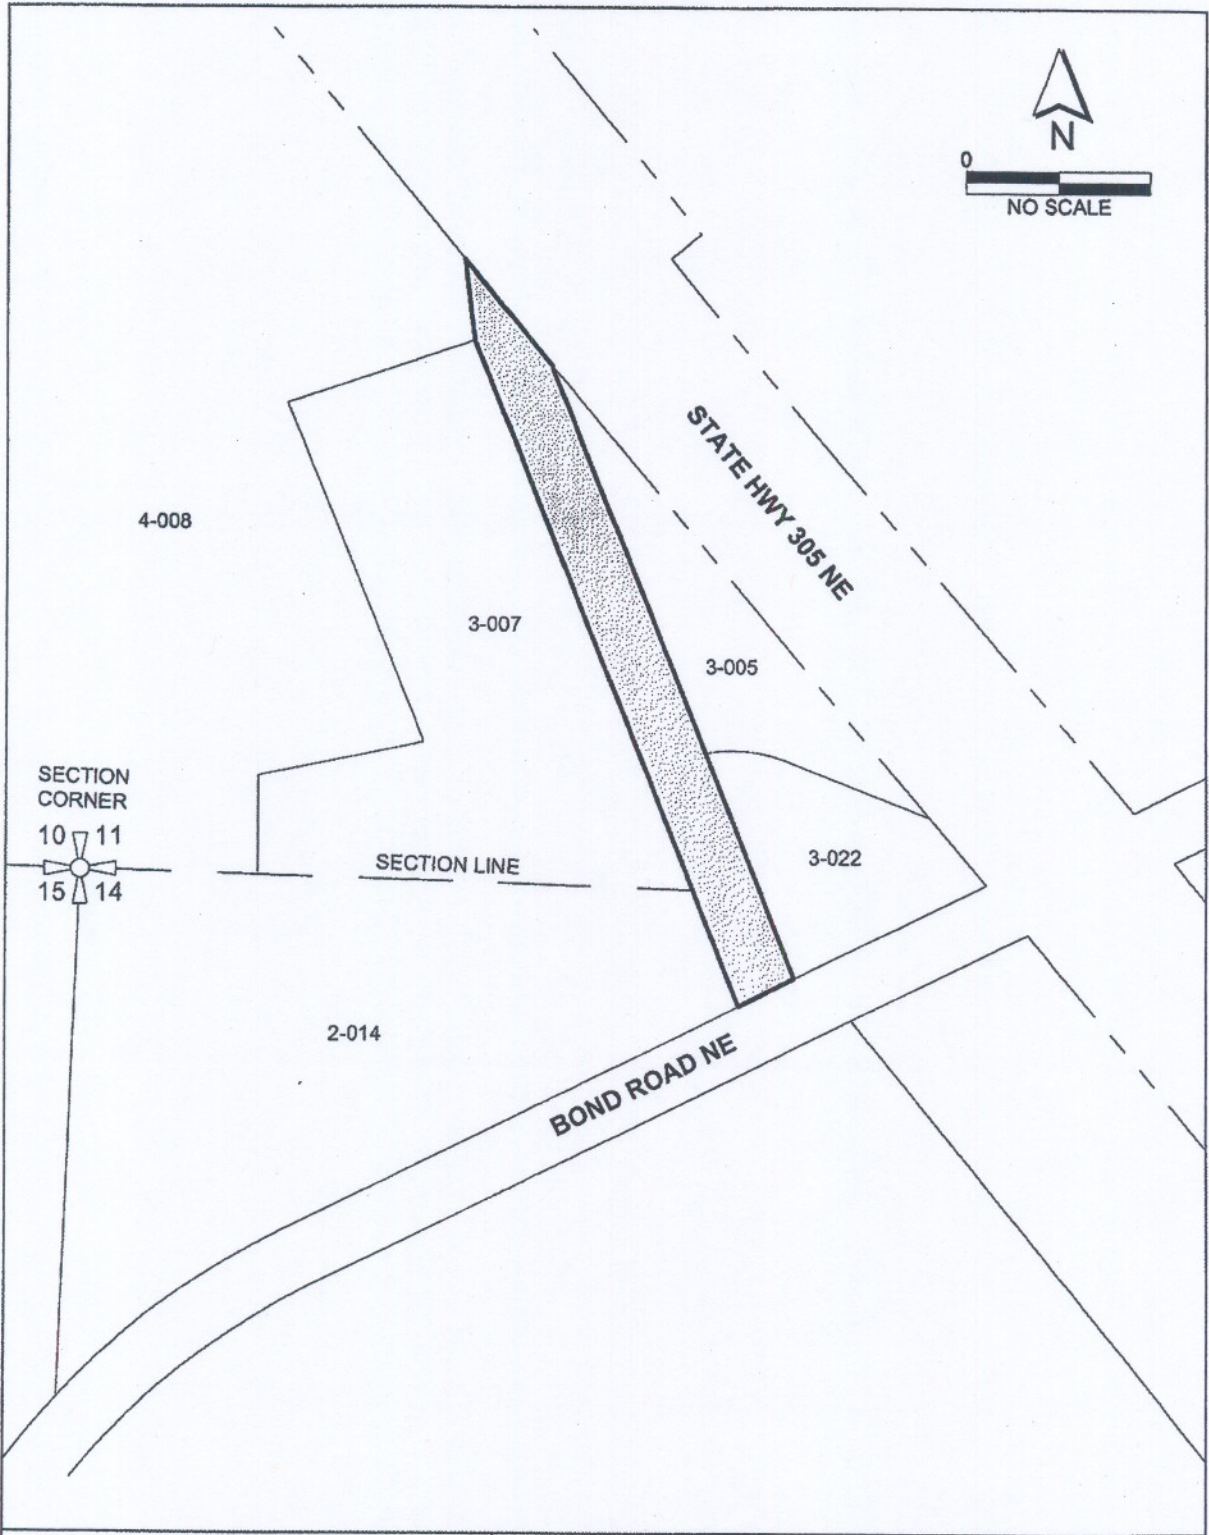 N
0
NO SCALE
STATE HWY 305 NE
4-008
3-007
3-005
SECTION
CORNER
10 11
15 14
SECTION LINE
3-022
2-014
BOND ROAD NE